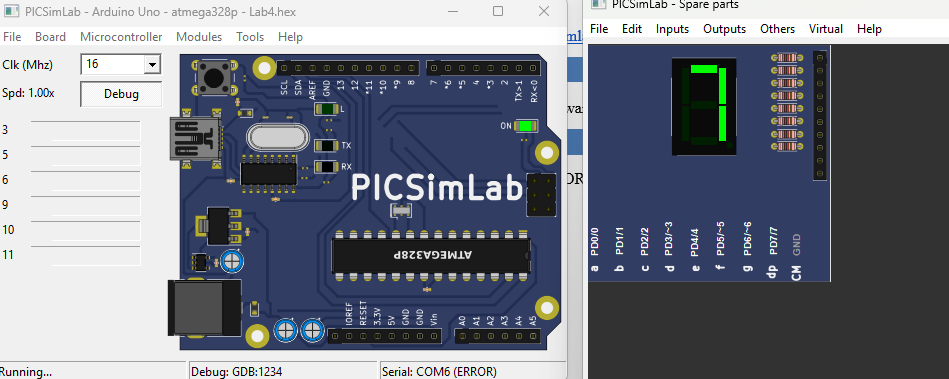 PICSimLab - Arduino Uno - atmega328p - Lab4.hex
File Board Microcontroller Modules Tools Help
Clk (Mhz) 16
Spd: 1.00x Debug
3
5
6
9
10
11
SCL SDA AREF GND 13 12 *11 *10 *9 8 7 *6 *5 4 *3 2 TX>1 RX<0
L
ON
TX
RX
PICSimLab
ATMEGA328P
IOREF RESET 3.3V 5V GND GND Vin A0 A1 A2 A3 A4 A5
Running...
Debug: GDB:1234
Serial: COM6 (ERROR)
PICSimLab - Spare parts
File Edit Inputs Outputs Others Virtual Help
a PD0/0
b PD1/1
c PD2/2
d PD3/~3
e PD4/4
f PD5/~5
g PD6/~6
dp PD7/7
CM GND